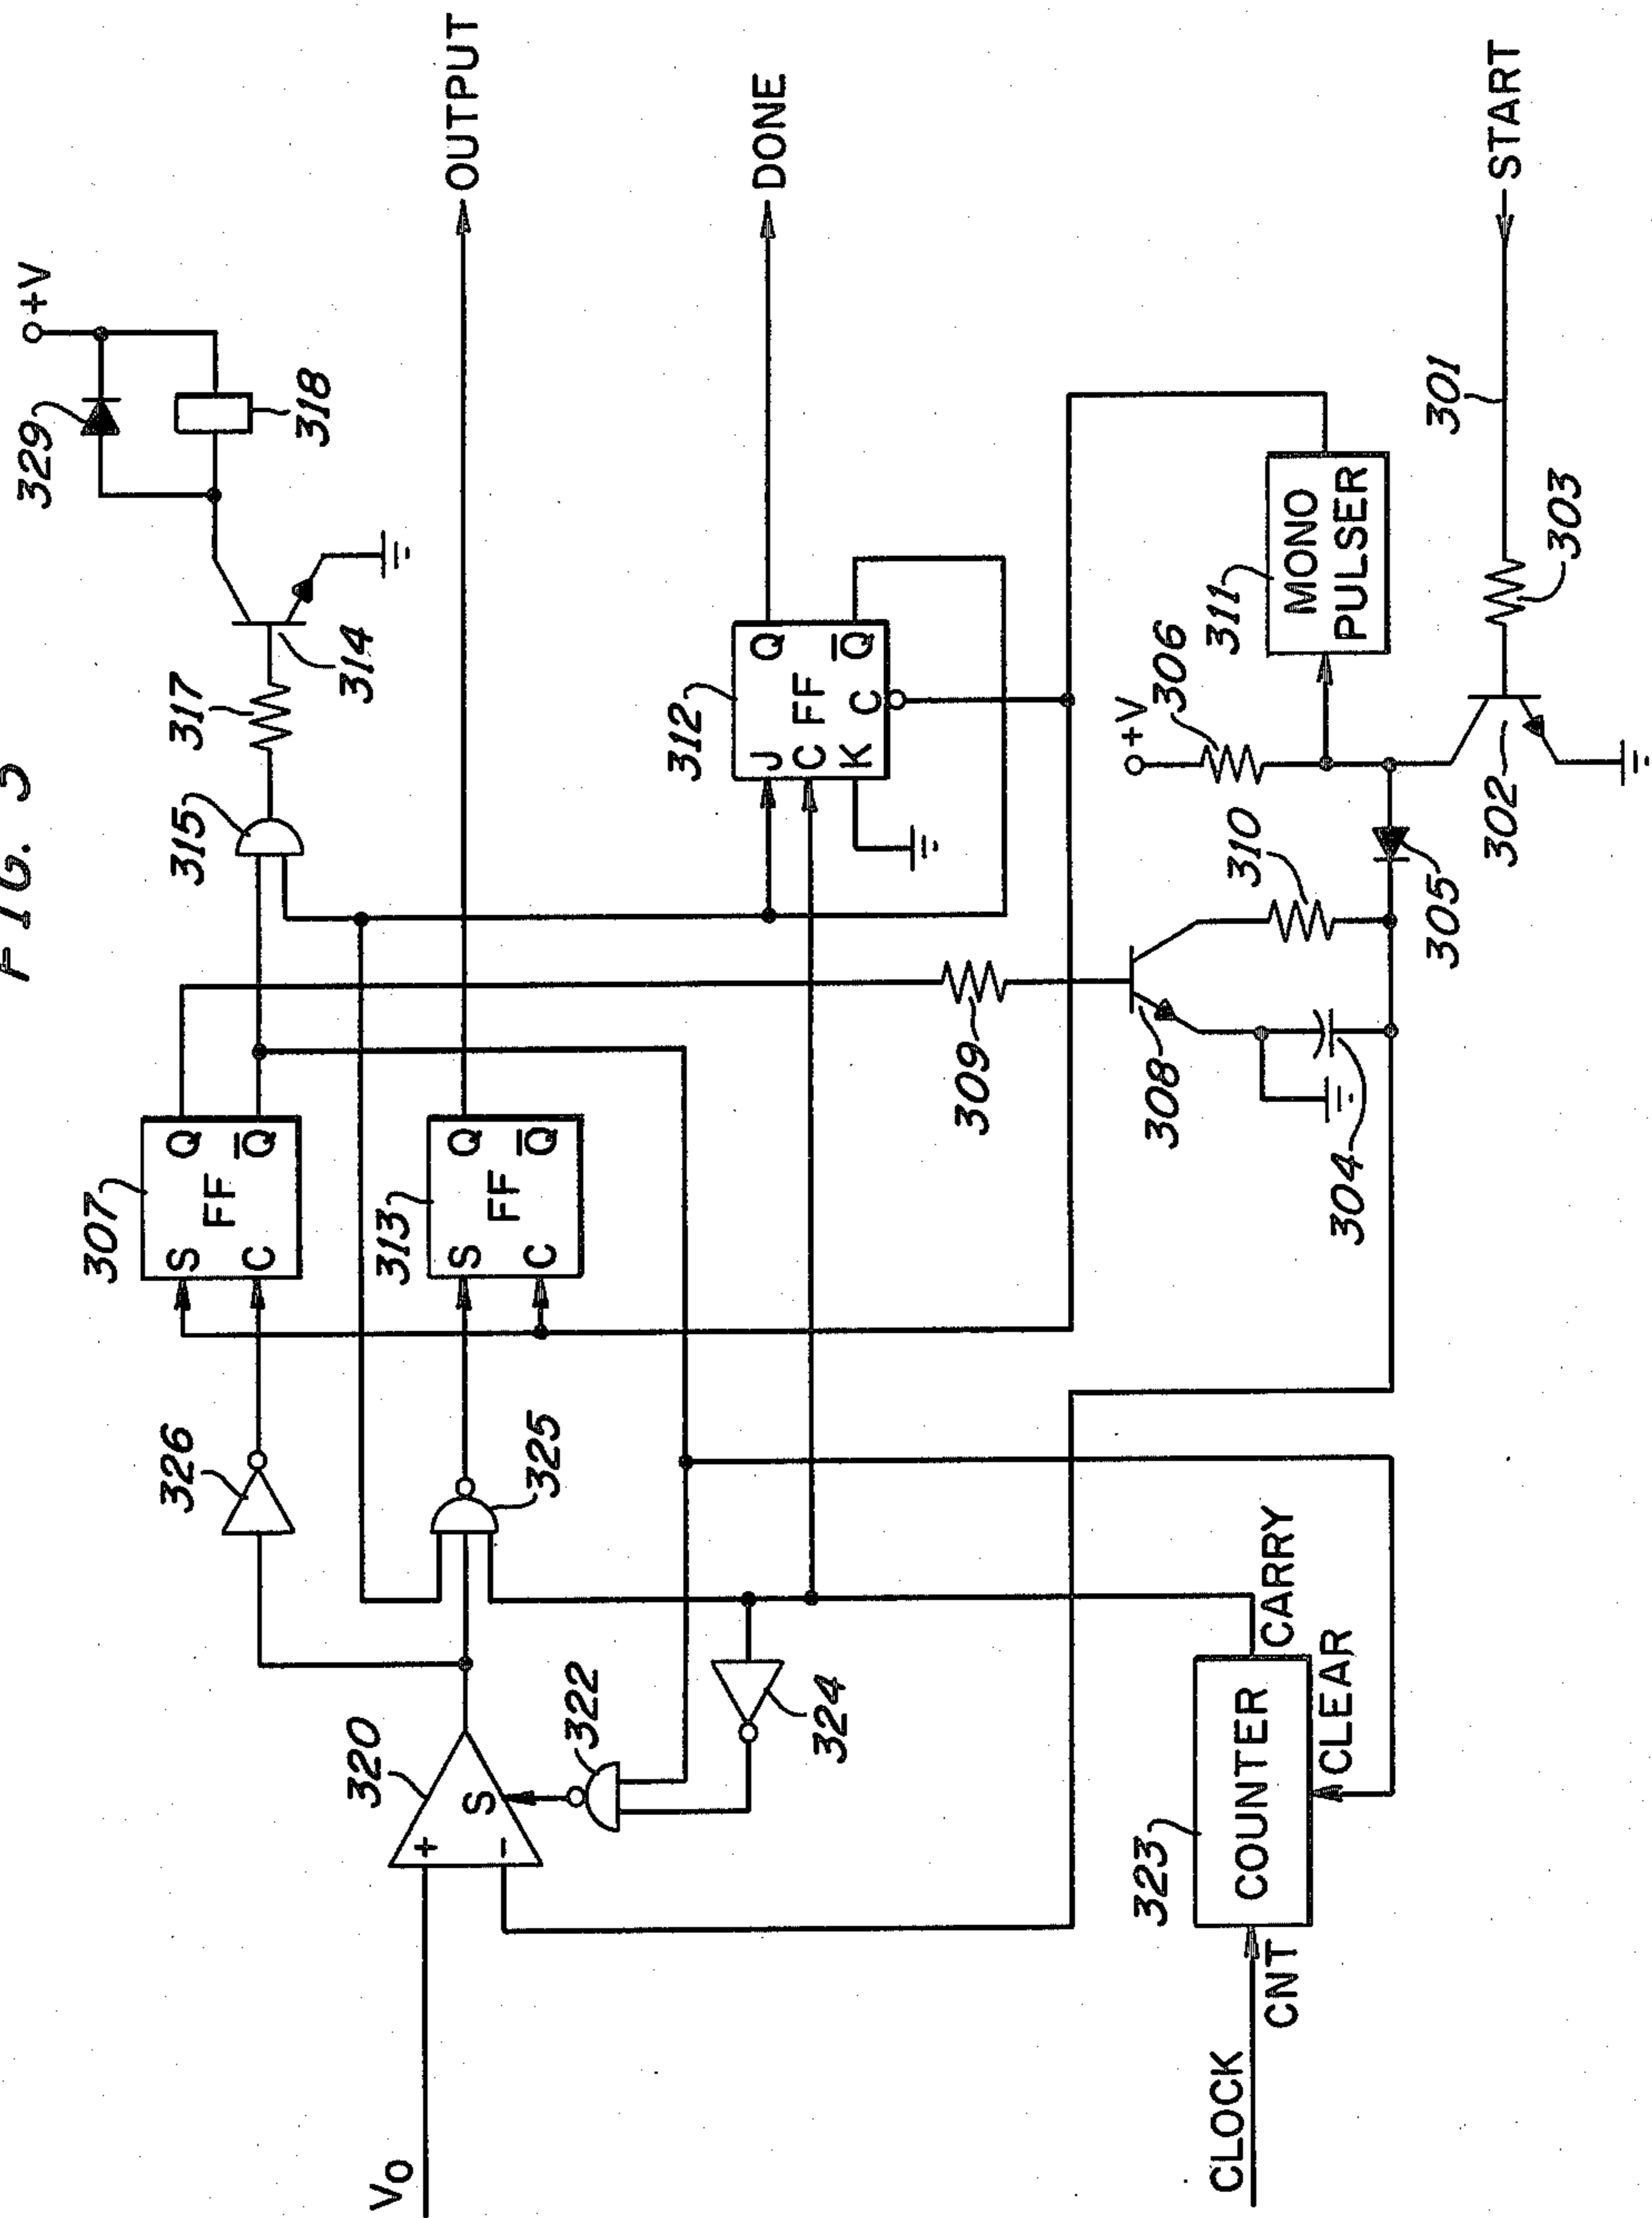 FIG. 3
+V
329
318
326
307
S
Q
FF
C
Q̅
315
317
314
V₀
320
+
−
S
322
325
313
S
Q
FF
C
Q̅
OUTPUT
324
312
J
Q
C
FF
K
C
Q̅
DONE
309
308
304
310
305
+V
306
311
MONO
PULSER
302
303
301
START
CLOCK
CNT
323
COUNTER
CARRY
CLEAR